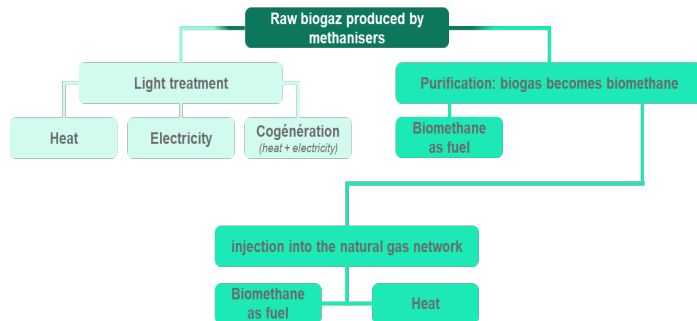 Raw biogaz produced by
methanisers
Light treatment
Purification: biogas becomes biomethane
Heat
Electricity
Cogénération
(heat + electricity)
Biomethane
as fuel
injection into the natural gas network
Biomethane
as fuel
Heat